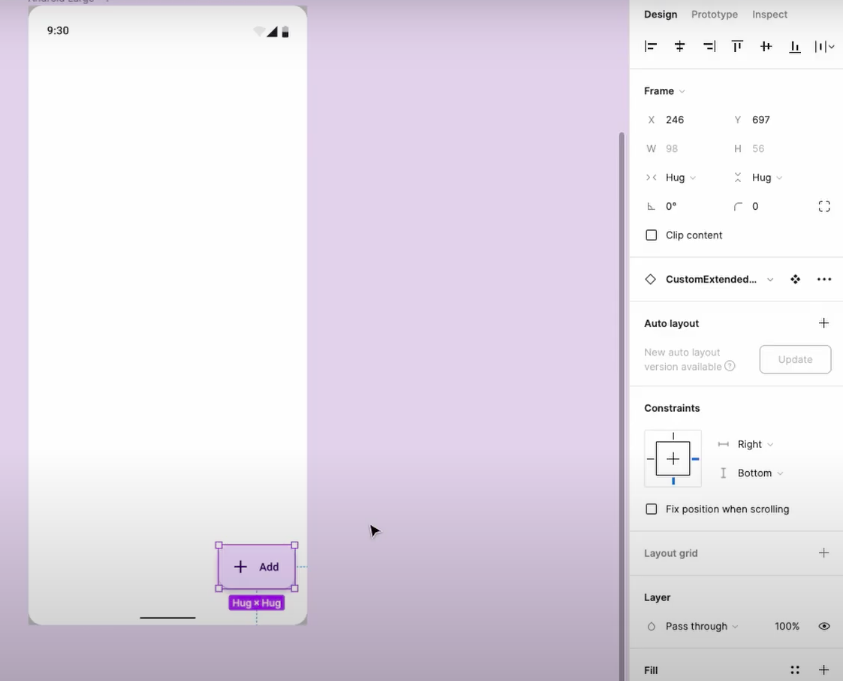 9:30
Add
Hug × Hug
Design Prototype Inspect
Frame
X 246 Y 697
W 98 H 56
Hug Hug
0° 0
Clip content
CustomExtended...
Auto layout
New auto layout
version available ?
Update
Constraints
Right
Bottom
Fix position when scrolling
Layout grid
Layer
Pass through 100%
Fill